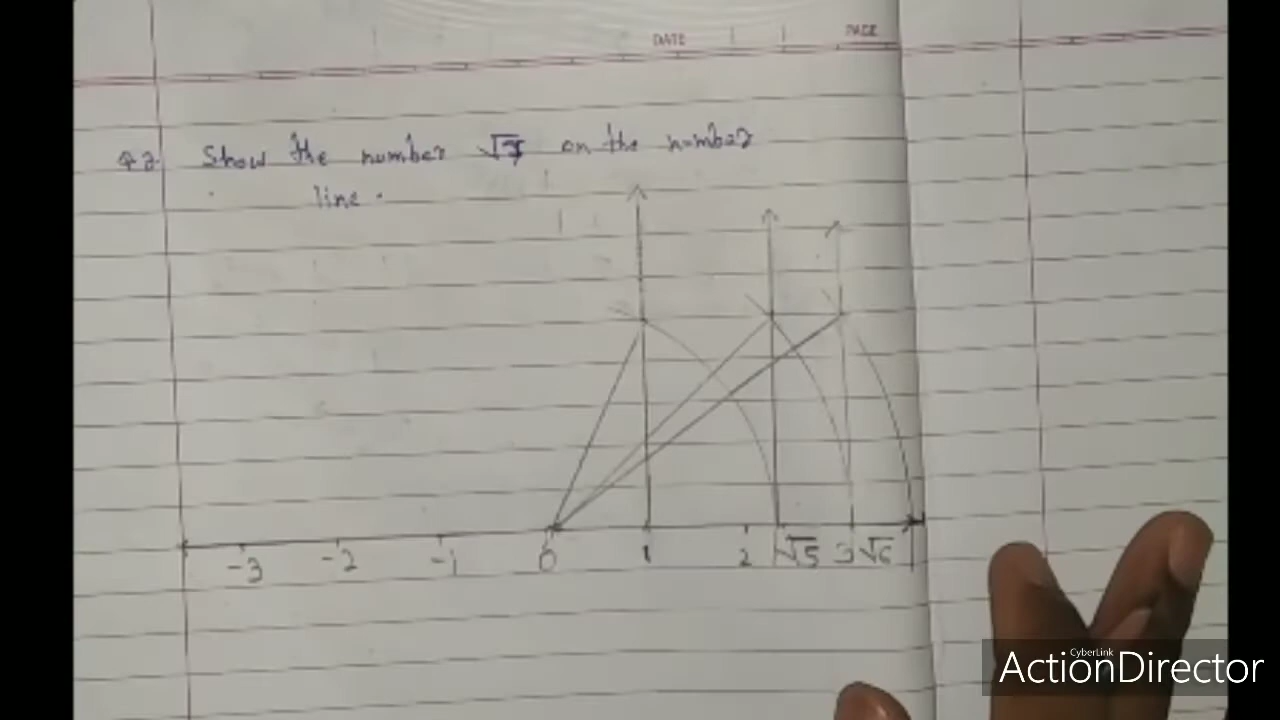 DATE PAGE
Q2 Show the number √7 on the number
line.
-3 -2 -1 0 1 2 √5 3 √6
CyberLink
ActionDirector